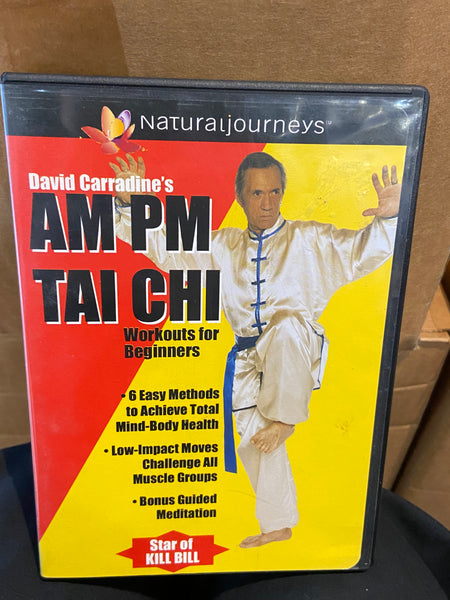 Naturaljourneys™
David Carradine's
AM PM
TAI CHI
Workouts for
Beginners
• 6 Easy Methods
to Achieve Total
Mind-Body Health
• Low-Impact Moves
Challenge All
Muscle Groups
• Bonus Guided
Meditation
Star of
KILL BILL